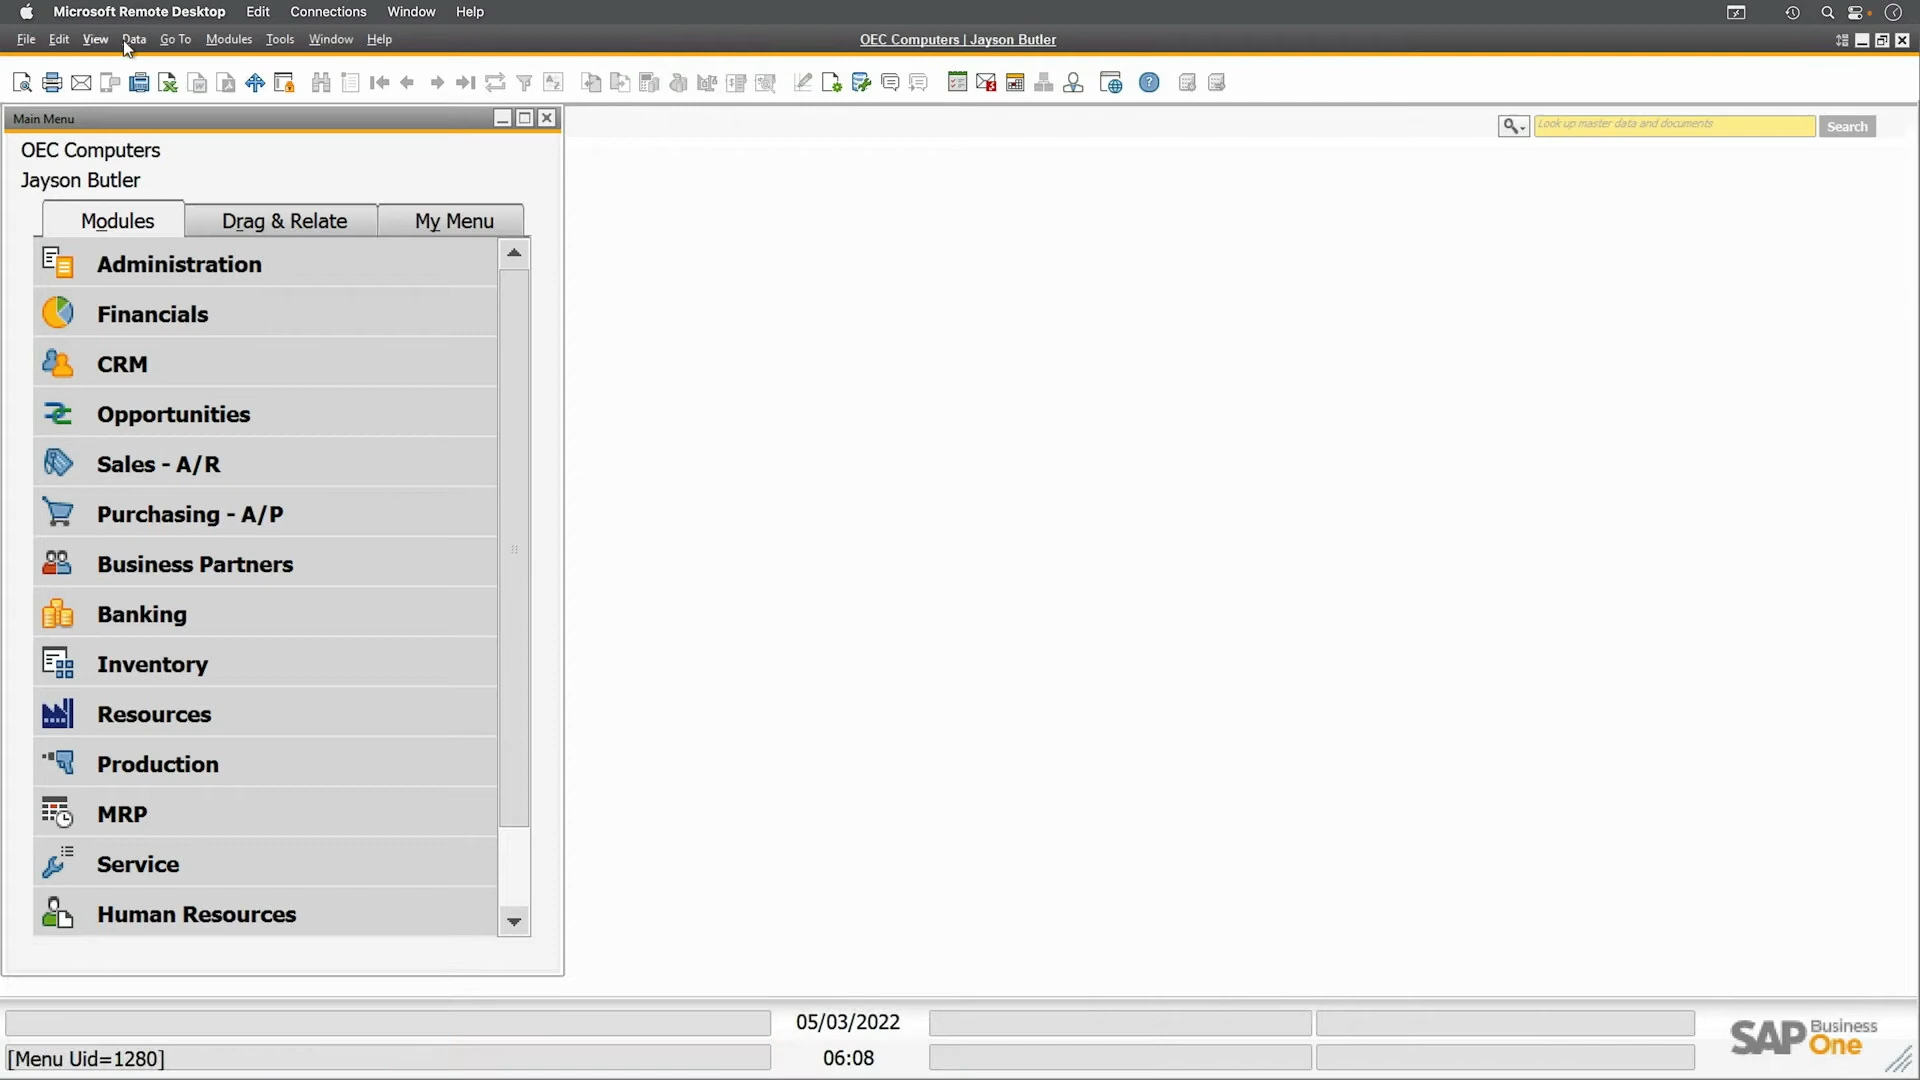 Microsoft Remote Desktop Edit Connections Window Help
File Edit View Data Go To Modules Tools Window Help
OEC Computers | Jayson Butler
Main Menu
Look up master data and documents
Search
OEC Computers
Jayson Butler
Modules Drag & Relate My Menu
Administration
Financials
CRM
Opportunities
Sales - A/R
Purchasing - A/P
Business Partners
Banking
Inventory
Resources
Production
MRP
Service
Human Resources
05/03/2022
[Menu Uid=1280]
06:08
SAP Business One